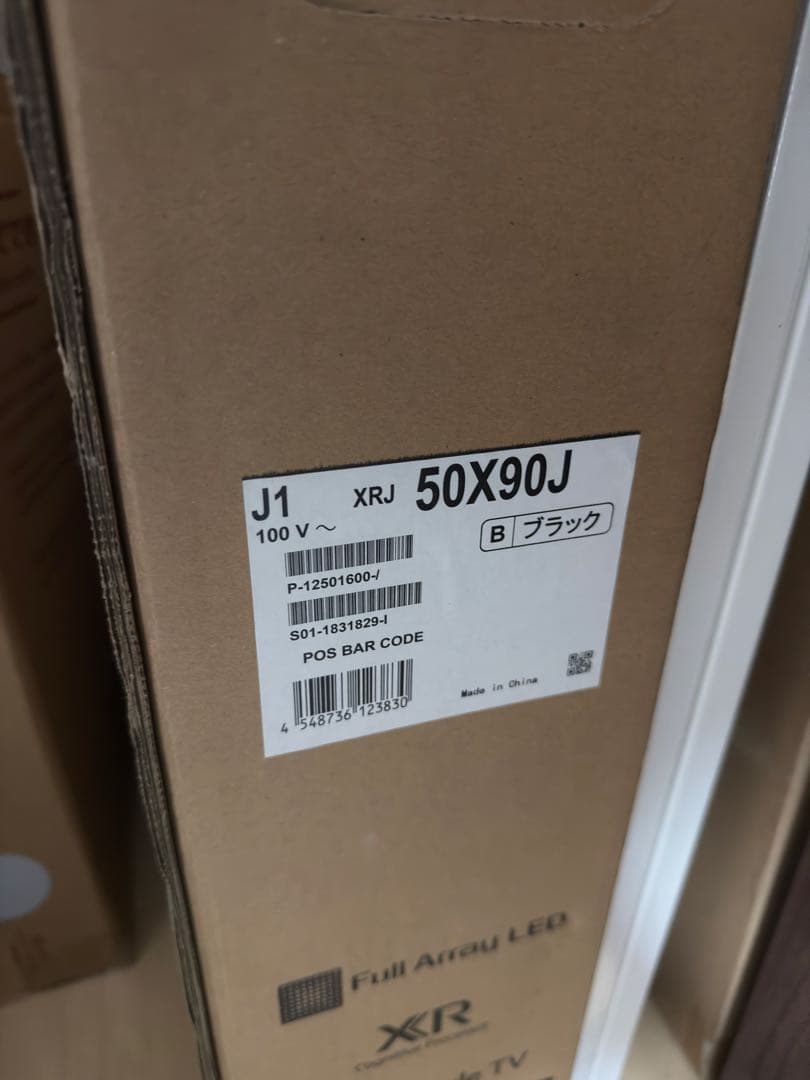 J1 XRJ 50X90J
100 V ～
B ブラック
P-12501600-/
S01-1831829-I
POS BAR CODE
4 548736 123830
Made in China
Full Array LED
XR
TV